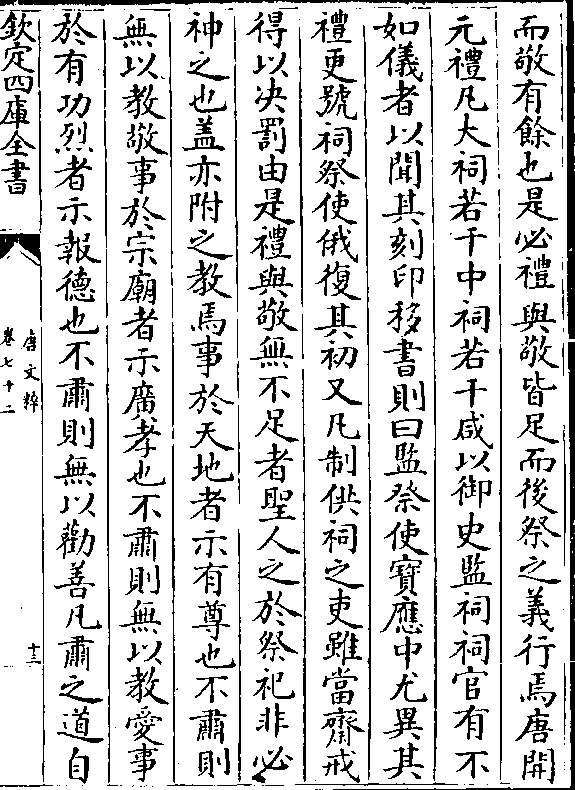 而敬有餘也是必禮與敬皆足而後祭之義行焉唐開
元禮凡大祠若干中祠若干咸以御史監祠祠官有不
如儀者以聞其刻印移書則曰監祭使寶應中尤異其
禮更號祠祭使俄復其初又凡制供祠之吏雖當齋戒
得以决罰由是禮與敬無不足者聖人之於祭祀非必
神之也盖亦附之教焉事於天地者示有尊也不肅則
無以教敬事於宗廟者示廣孝也不肅則無以教愛事
於有功烈者示報德也不肅則無以勸善凡肅之道自
欽定四庫全書
唐文粹
卷七十二
十三